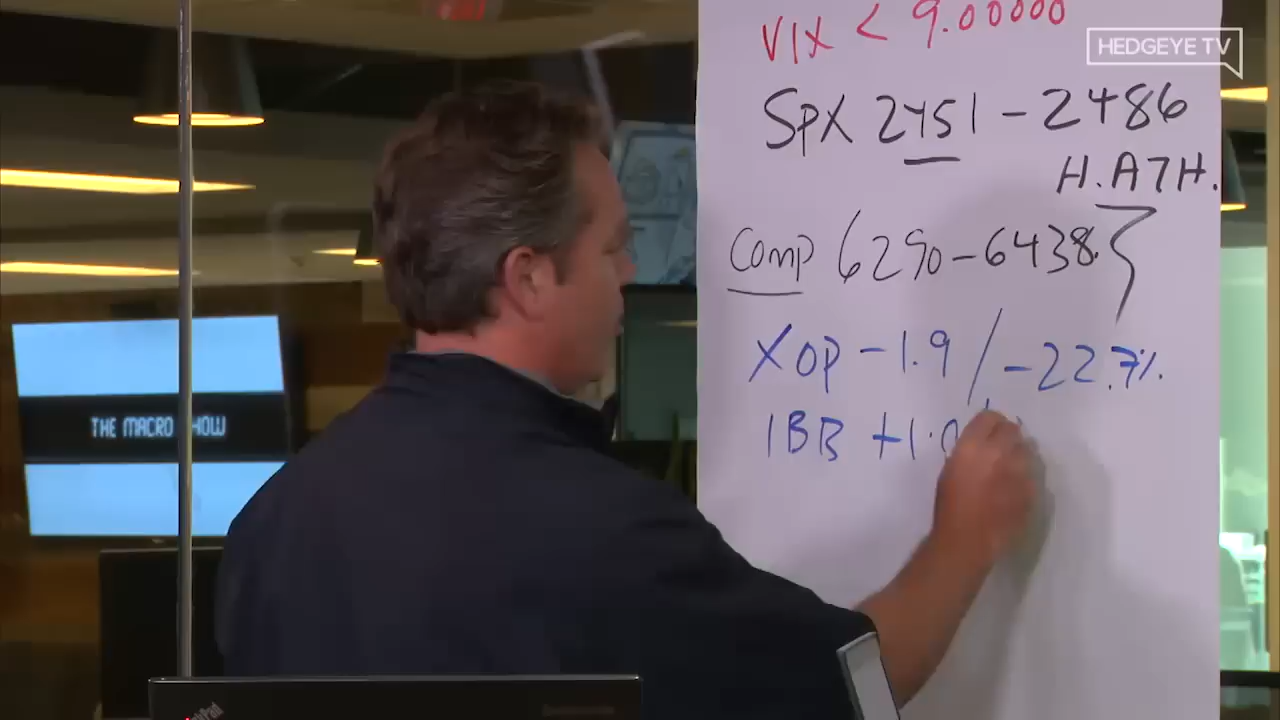 VIX < 9.00000
HEDGEYE TV
SPX 2451 - 2486
H.ATH.
Comp 6290 - 6438
XOP -1.9 / -22.7%
THE MACRO SHOW
IBB +1.0